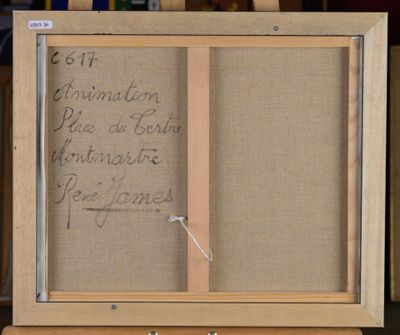 C 617
Animation
Place du Tertre
Montmartre
René James